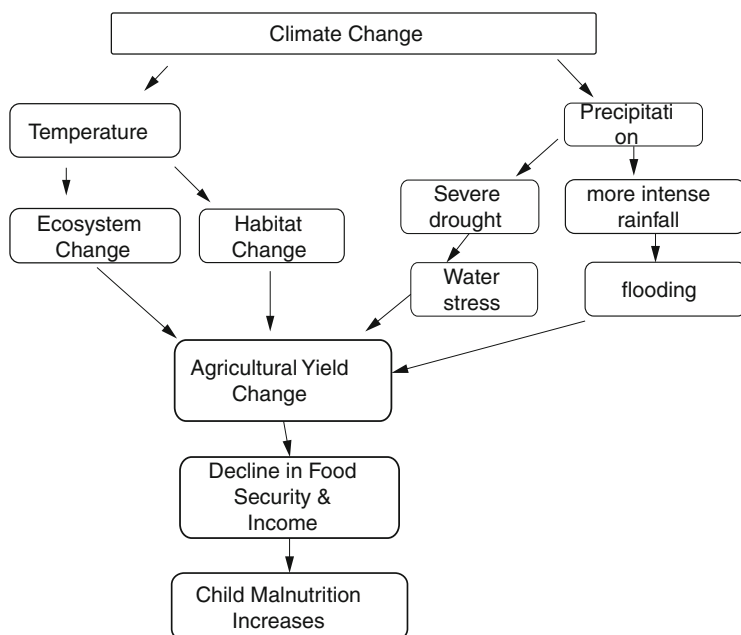 Climate Change
Temperature
Precipitati
on
Ecosystem
Change
Habitat
Change
Severe
drought
more intense
rainfall
Water
stress
flooding
Agricultural Yield
Change
Decline in Food
Security &
Income
Child Malnutrition
Increases